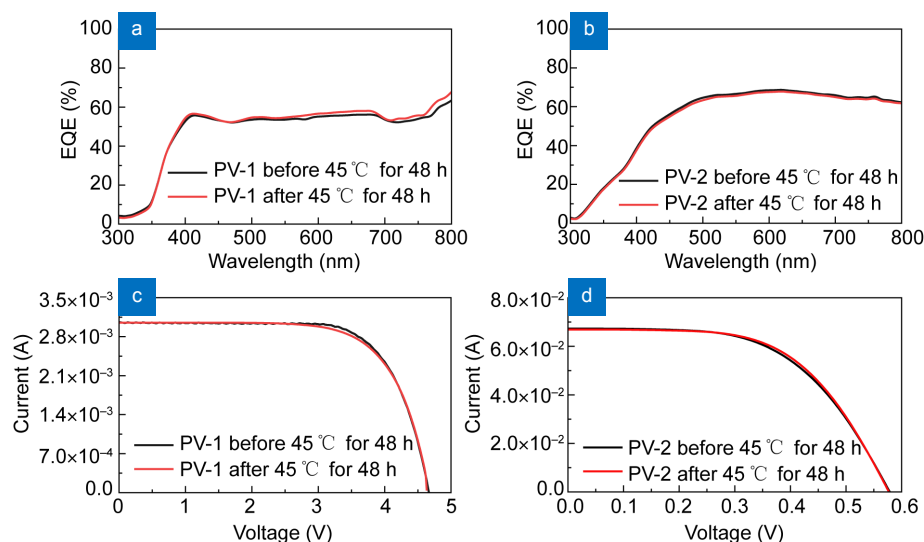 a
100
80
60
40
20
0
EQE (%)
PV-1 before 45 ℃ for 48 h
PV-1 after 45 ℃ for 48 h
300 400 500 600 700 800
Wavelength (nm)
b
100
80
60
40
20
0
EQE (%)
PV-2 before 45 ℃ for 48 h
PV-2 after 45 ℃ for 48 h
300 400 500 600 700 800
Wavelength (nm)
c
3.5×10⁻³
2.8×10⁻³
2.1×10⁻³
1.4×10⁻³
7.0×10⁻⁴
0.0
Current (A)
PV-1 before 45 ℃ for 48 h
PV-1 after 45 ℃ for 48 h
0 1 2 3 4 5
Voltage (V)
d
8.0×10⁻²
6.0×10⁻²
4.0×10⁻²
2.0×10⁻²
0.0
Current (A)
PV-2 before 45 ℃ for 48 h
PV-2 after 45 ℃ for 48 h
0.0 0.1 0.2 0.3 0.4 0.5 0.6
Voltage (V)